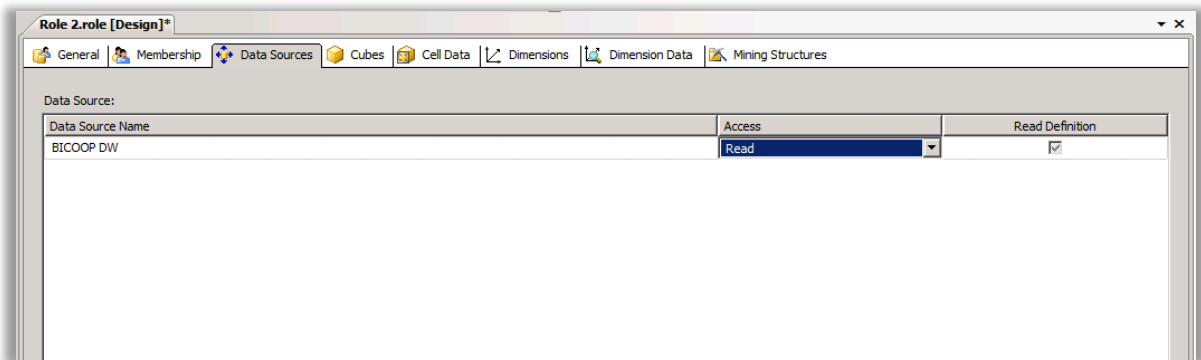 Role 2.role [Design]*
General Membership Data Sources Cubes Cell Data Dimensions Dimension Data Mining Structures
Data Source:
Data Source Name Access Read Definition
BICOOP DW Read